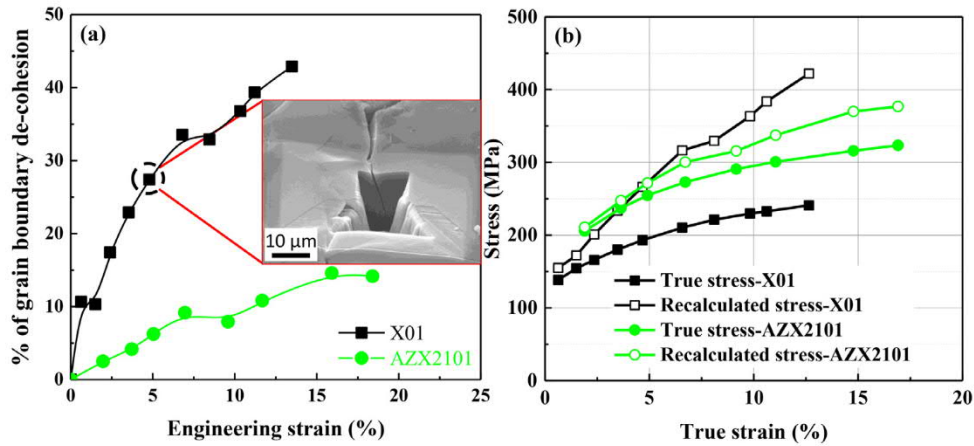 (a)
% of grain boundary de-cohesion
50
40
30
20
10
0
10 μm
X01
AZX2101
0 5 10 15 20 25
Engineering strain (%)
(b)
Stress (MPa)
500
400
300
200
100
0
True stress-X01
Recalculated stress-X01
True stress-AZX2101
Recalculated stress-AZX2101
0 5 10 15 20
True strain (%)